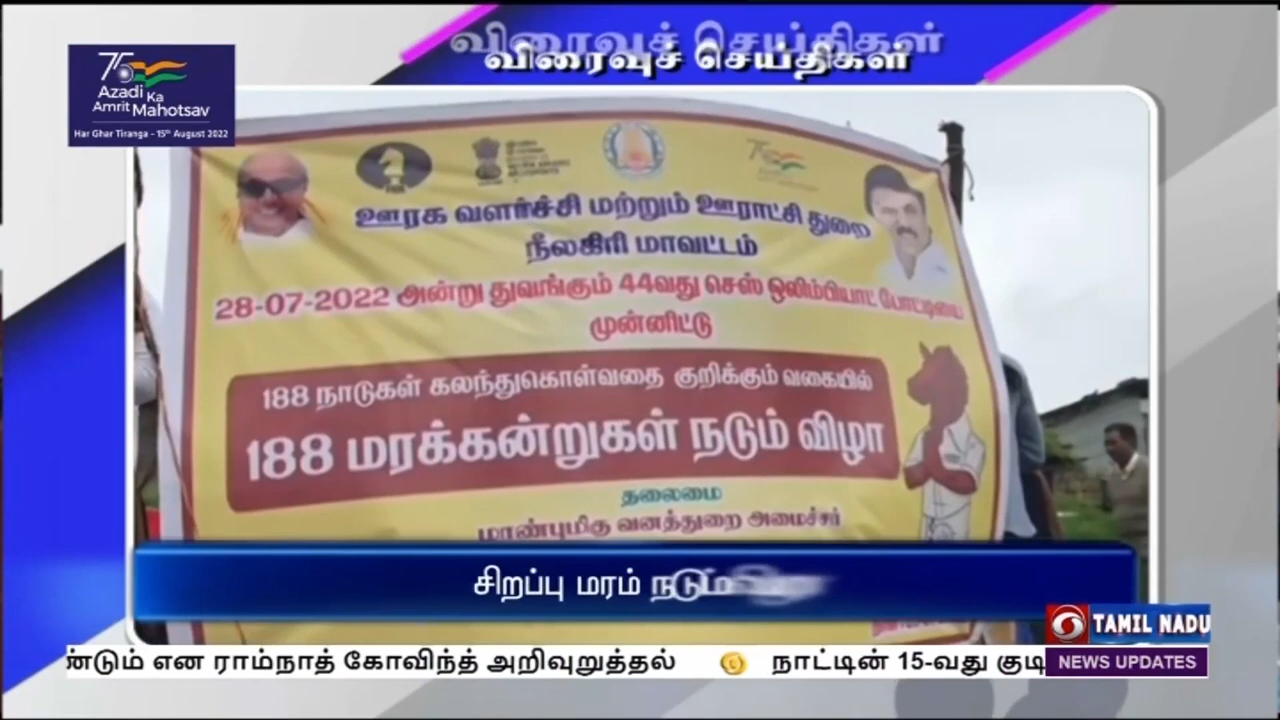 விரைவுச் செய்திகள்
விரைவுச் செய்திகள்
75
Azadi Ka
Amrit Mahotsav
Har Ghar Tiranga - 15th August 2022
ஊரக வளர்ச்சி மற்றும் ஊராட்சி துறை
நீலகிரி மாவட்டம்
28-07-2022 அன்று துவங்கும் 44வது செஸ் ஒலிம்பியாட் போட்டியை
முன்னிட்டு
188 நாடுகள் கலந்துகொள்வதை குறிக்கும் வகையில்
188 மரக்கன்றுகள் நடும் விழா
தலைமை
மாண்புமிகு வனத்துறை அமைச்சர்
சிறப்பு மரம் நடும்
TAMIL NADU
NEWS UPDATES
ண்டும் என ராம்நாத் கோவிந்த் அறிவுறுத்தல் நாட்டின் 15-வது குடி